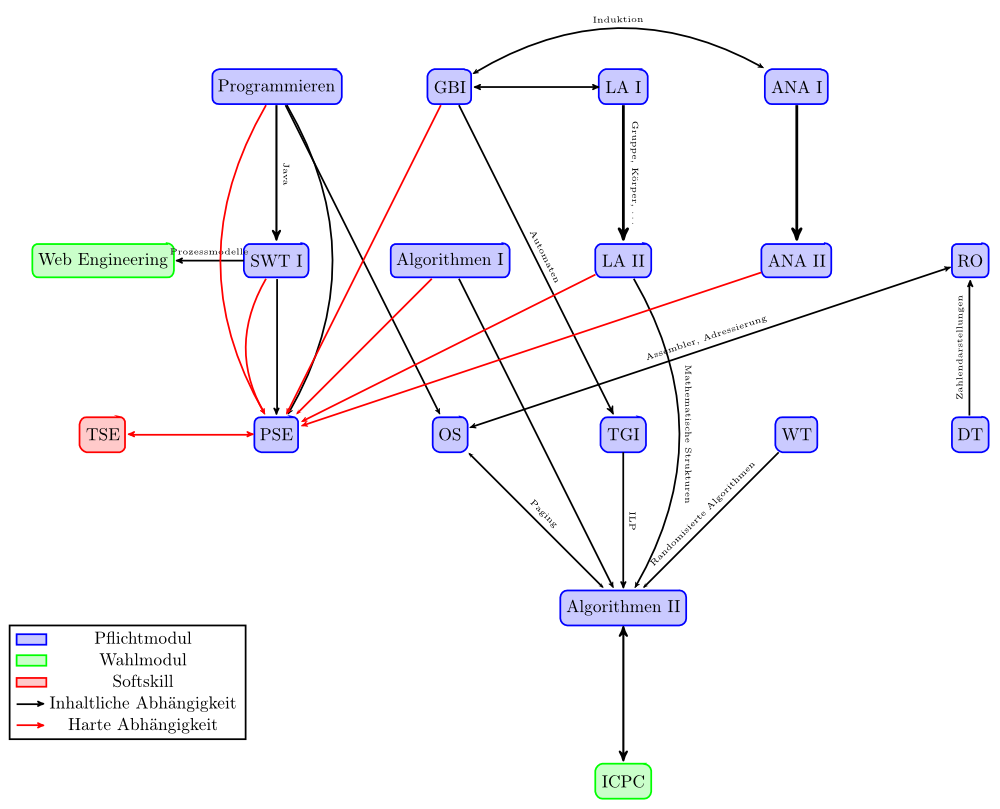 Induktion
Programmieren
GBI
LA I
ANA I
Java
Gruppe, Körper, ...
Web Engineering
Prozessmodelle
SWT I
Algorithmen I
Automaten
LA II
ANA II
RO
Assembler, Adressierung
Zahlendarstellungen
Mathematische Strukturen
TSE
PSE
OS
TGI
WT
DT
Paging
ILP
Randomisierte Algorithmen
Algorithmen II
Pflichtmodul
Wahlmodul
Softskill
Inhaltliche Abhängigkeit
Harte Abhängigkeit
ICPC